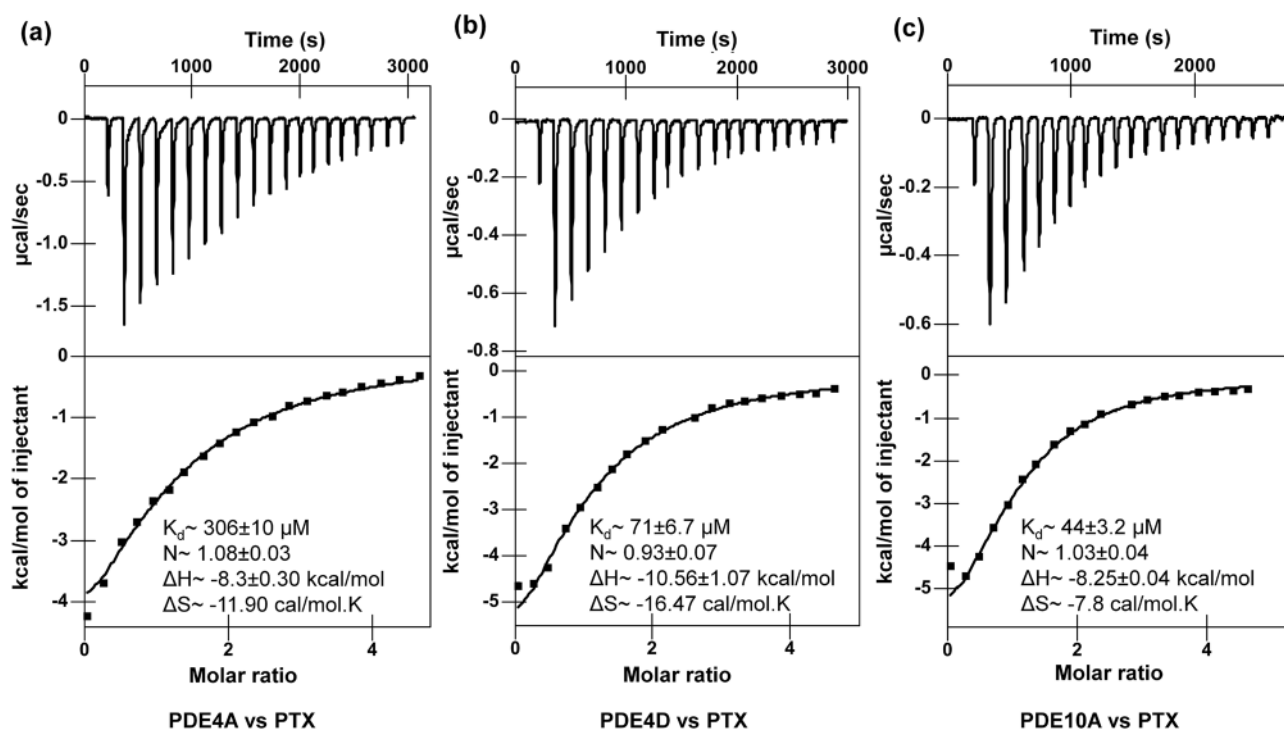 (a)
Time (s)
0 1000 2000 3000
0
-0.5
-1.0
-1.5
µcal/sec
0
-1
-2
-3
-4
kcal/mol of injectant
Kd~ 306±10 µM
N~ 1.08±0.03
ΔH~ -8.3±0.30 kcal/mol
ΔS~ -11.90 cal/mol.K
0 2 4
Molar ratio
PDE4A vs PTX
(b)
Time (s)
0 1000 2000 3000
0
-0.2
-0.4
-0.6
-0.8
µcal/sec
0
-1
-2
-3
-4
-5
kcal/mol of injectant
Kd~ 71±6.7 µM
N~ 0.93±0.07
ΔH~ -10.56±1.07 kcal/mol
ΔS~ -16.47 cal/mol.K
0 2 4
Molar ratio
PDE4D vs PTX
(c)
Time (s)
0 1000 2000
0
-0.2
-0.4
-0.6
µcal/sec
0
-1
-2
-3
-4
-5
kcal/mol of injectant
Kd~ 44±3.2 µM
N~ 1.03±0.04
ΔH~ -8.25±0.04 kcal/mol
ΔS~ -7.8 cal/mol.K
0 2 4
Molar ratio
PDE10A vs PTX